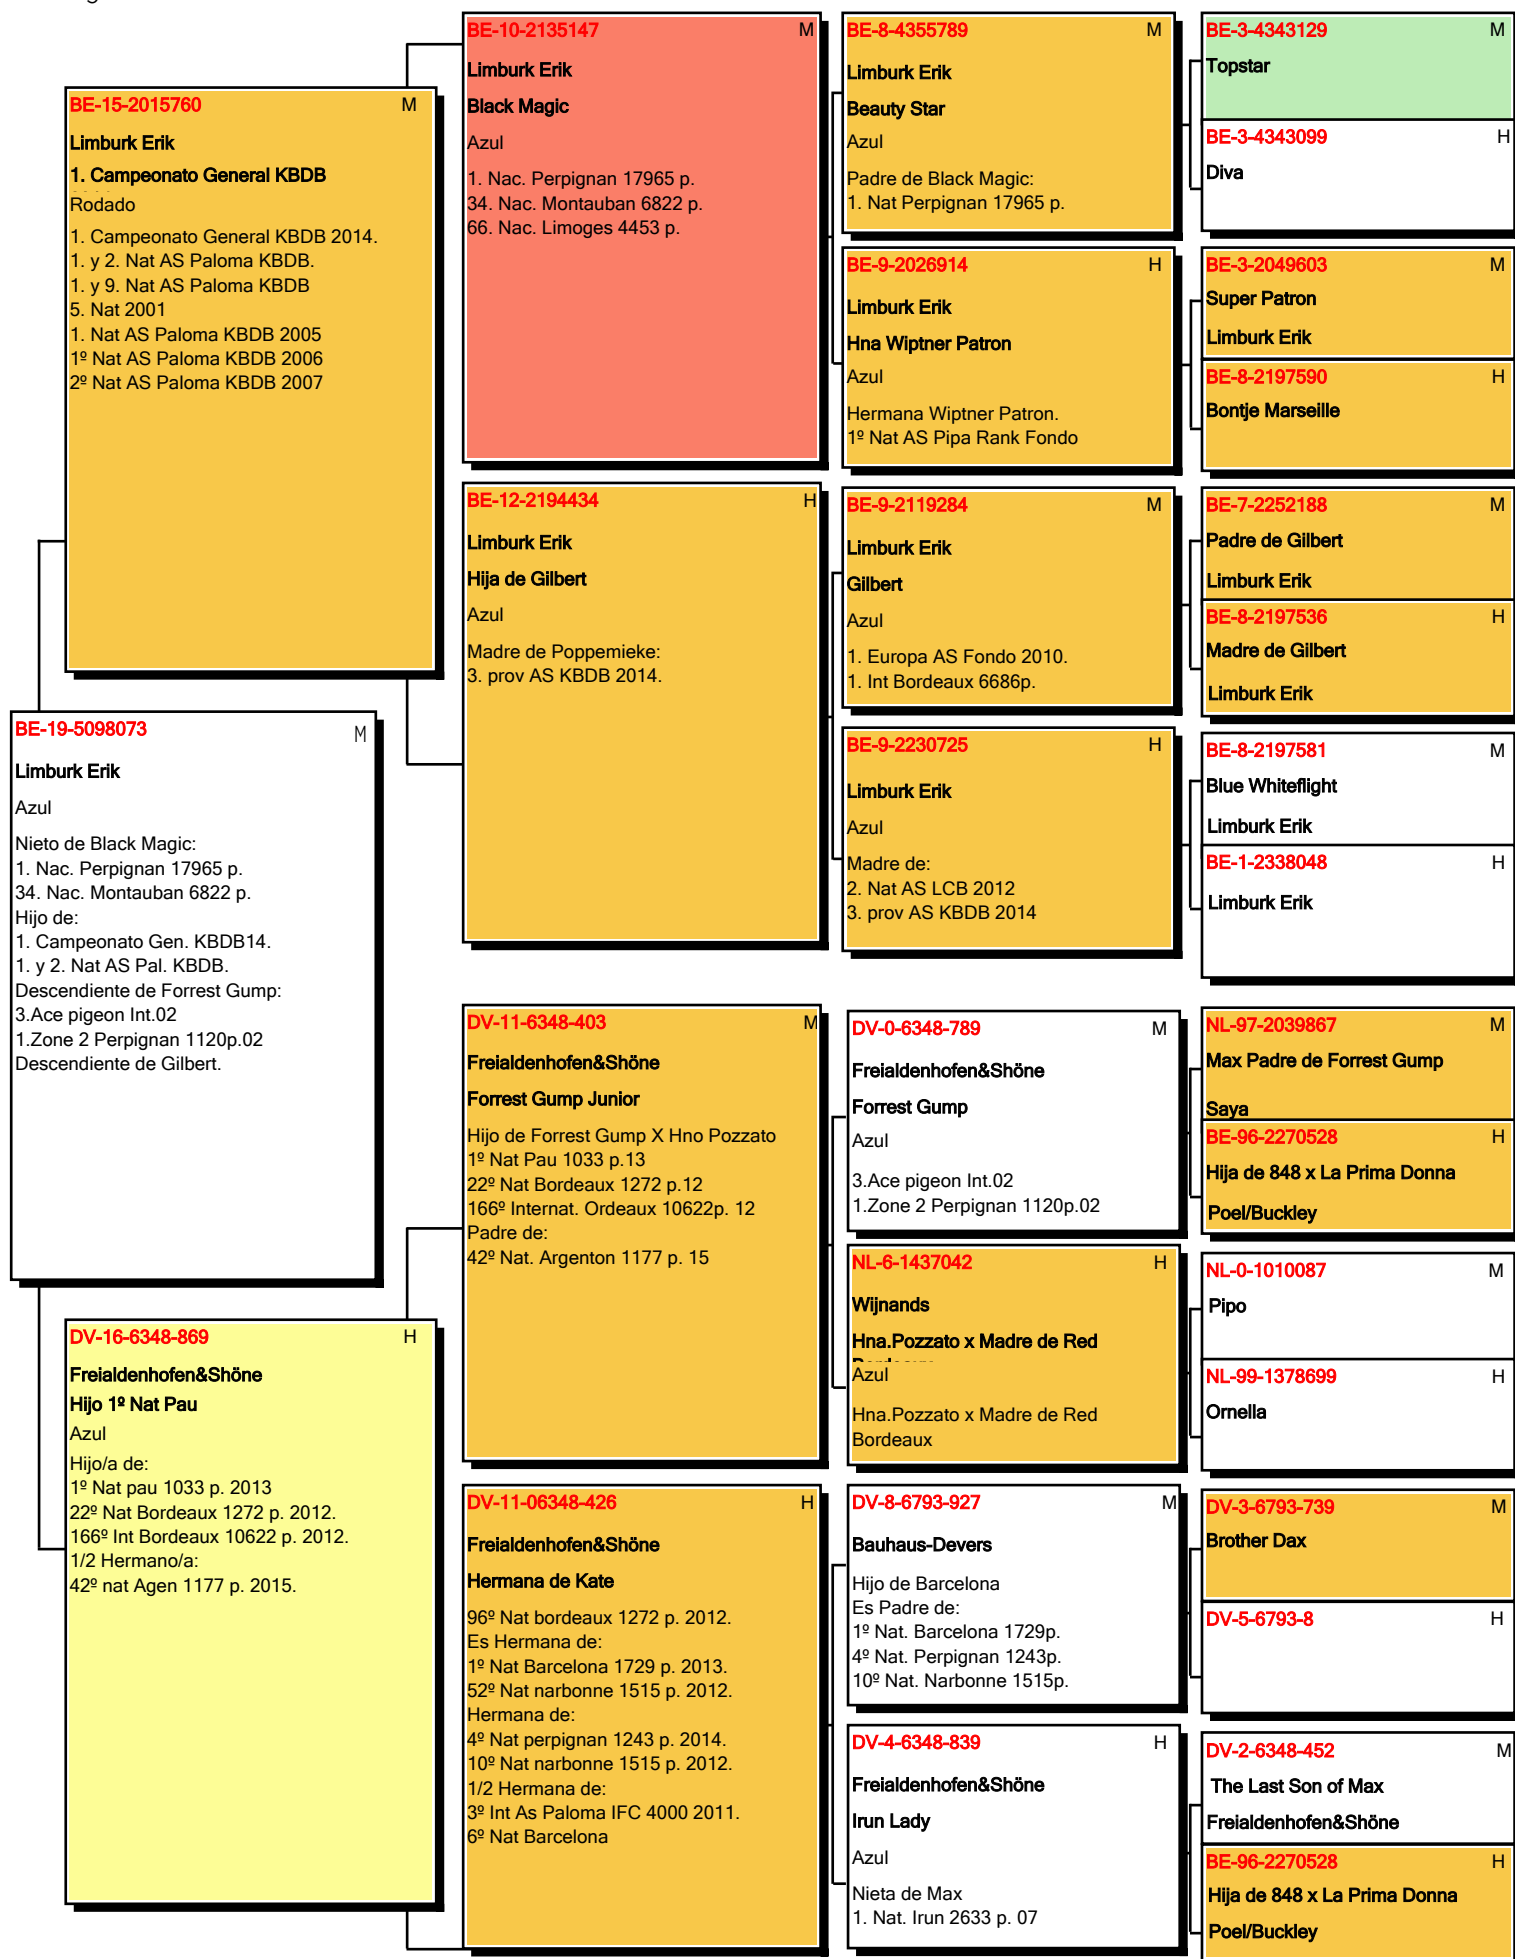 BE-15-2015760 M
Limburk Erik
1. Campeonato General KBDB
Rodado
1. Campeonato General KBDB 2014.
1. y 2. Nat AS Paloma KBDB.
1. y 9. Nat AS Paloma KBDB
5. Nat 2001
1. Nat AS Paloma KBDB 2005
1º Nat AS Paloma KBDB 2006
2º Nat AS Paloma KBDB 2007
BE-19-5098073 M
Limburk Erik
Azul
Nieto de Black Magic:
1. Nac. Perpignan 17965 p.
34. Nac. Montauban 6822 p.
Hijo de:
1. Campeonato Gen. KBDB14.
1. y 2. Nat AS Pal. KBDB.
Descendiente de Forrest Gump:
3.Ace pigeon Int.02
1.Zone 2 Perpignan 1120p.02
Descendiente de Gilbert.
DV-16-6348-869 H
Freialdenhofen&Shöne
Hijo 1º Nat Pau
Azul
Hijo/a de:
1º Nat pau 1033 p. 2013
22º Nat Bordeaux 1272 p. 2012.
166º Int Bordeaux 10622 p. 2012.
1/2 Hermano/a:
42º nat Agen 1177 p. 2015.
BE-10-2135147 M
Limburk Erik
Black Magic
Azul
1. Nac. Perpignan 17965 p.
34. Nac. Montauban 6822 p.
66. Nac. Limoges 4453 p.
BE-12-2194434 H
Limburk Erik
Hija de Gilbert
Azul
Madre de Poppemieke:
3. prov AS KBDB 2014.
DV-11-6348-403 M
Freialdenhofen&Shöne
Forrest Gump Junior
Hijo de Forrest Gump X Hno Pozzato
1º Nat Pau 1033 p.13
22º Nat Bordeaux 1272 p.12
166º Internat. Ordeaux 10622p. 12
Padre de:
42º Nat. Argenton 1177 p. 15
DV-11-06348-426 H
Freialdenhofen&Shöne
Hermana de Kate
96º Nat bordeaux 1272 p. 2012.
Es Hermana de:
1º Nat Barcelona 1729 p. 2013.
52º Nat narbonne 1515 p. 2012.
Hermana de:
4º Nat perpignan 1243 p. 2014.
10º Nat narbonne 1515 p. 2012.
1/2 Hermana de:
3º Int As Paloma IFC 4000 2011.
6º Nat Barcelona
BE-8-4355789 M
Limburk Erik
Beauty Star
Azul
Padre de Black Magic:
1. Nat Perpignan 17965 p.
BE-9-2026914 H
Limburk Erik
Hna Wiptner Patron
Azul
Hermana Wiptner Patron.
1º Nat AS Pipa Rank Fondo
BE-9-2119284 M
Limburk Erik
Gilbert
Azul
1. Europa AS Fondo 2010.
1. Int Bordeaux 6686p.
BE-9-2230725 H
Limburk Erik
Azul
Madre de:
2. Nat AS LCB 2012
3. prov AS KBDB 2014
DV-0-6348-789 M
Freialdenhofen&Shöne
Forrest Gump
Azul
3.Ace pigeon Int.02
1.Zone 2 Perpignan 1120p.02
NL-6-1437042 H
Wijnands
Hna.Pozzato x Madre de Red
Azul
Hna.Pozzato x Madre de Red
Bordeaux
DV-8-6793-927 M
Bauhaus-Devers
Hijo de Barcelona
Es Padre de:
1º Nat. Barcelona 1729p.
4º Nat. Perpignan 1243p.
10º Nat. Narbonne 1515p.
DV-4-6348-839 H
Freialdenhofen&Shöne
Irun Lady
Azul
Nieta de Max
1. Nat. Irun 2633 p. 07
BE-3-4343129 M
Topstar
BE-3-4343099 H
Diva
BE-3-2049603 M
Super Patron
Limburk Erik
BE-8-2197590 H
Bontje Marseille
BE-7-2252188 M
Padre de Gilbert
Limburk Erik
BE-8-2197536 H
Madre de Gilbert
Limburk Erik
BE-8-2197581 M
Blue Whiteflight
Limburk Erik
BE-1-2338048 H
Limburk Erik
NL-97-2039867 M
Max Padre de Forrest Gump
Saya
BE-96-2270528 H
Hija de 848 x La Prima Donna
Poel/Buckley
NL-0-1010087 M
Pipo
NL-99-1378699 H
Ornella
DV-3-6793-739 M
Brother Dax
DV-5-6793-8 H
DV-2-6348-452 M
The Last Son of Max
Freialdenhofen&Shöne
BE-96-2270528 H
Hija de 848 x La Prima Donna
Poel/Buckley